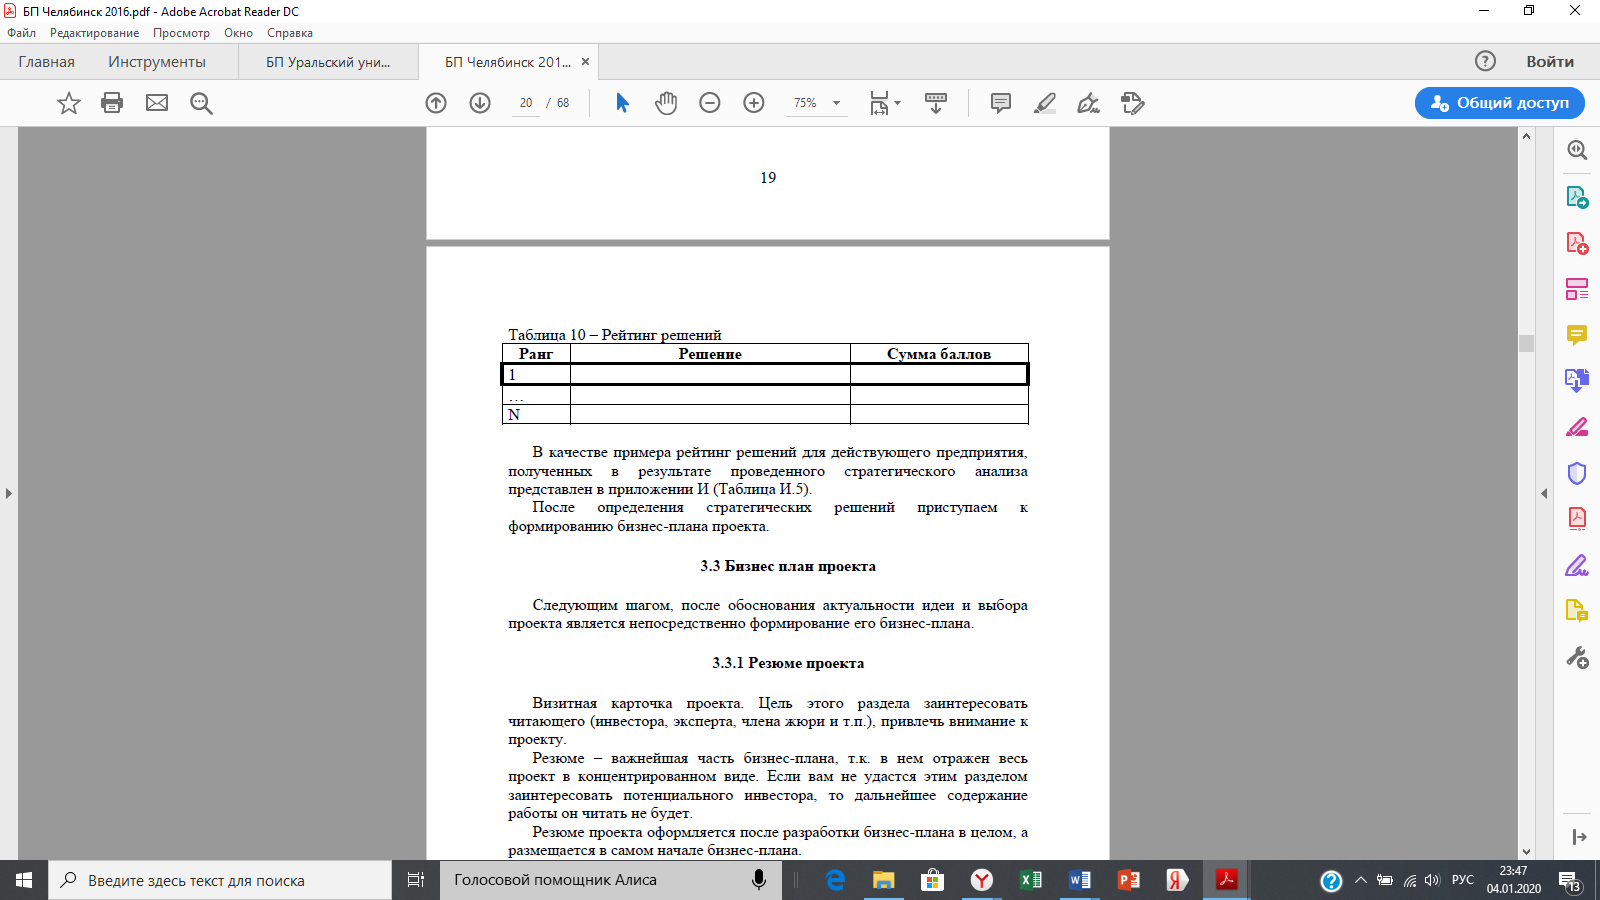 БП Челябинск 2016.pdf - Adobe Acrobat Reader DC
Файл Редактирование Просмотр Окно Справка
Главная Инструменты БП Уральский уни... БП Челябинск 201... × Войти
20 / 68 75% Общий доступ
19
Таблица 10 – Рейтинг решений
Ранг Решение Сумма баллов
1
…
N
В качестве примера рейтинг решений для действующего предприятия,
полученных в результате проведенного стратегического анализа
представлен в приложении И (Таблица И.5).
После определения стратегических решений приступаем к
формированию бизнес-плана проекта.
3.3 Бизнес план проекта
Следующим шагом, после обоснования актуальности идеи и выбора
проекта является непосредственно формирование его бизнес-плана.
3.3.1 Резюме проекта
Визитная карточка проекта. Цель этого раздела заинтересовать
читающего (инвестора, эксперта, члена жюри и т.п.), привлечь внимание к
проекту.
Резюме – важнейшая часть бизнес-плана, т.к. в нем отражен весь
проект в концентрированном виде. Если вам не удастся этим разделом
заинтересовать потенциального инвестора, то дальнейшее содержание
работы он читать не будет.
Резюме проекта оформляется после разработки бизнес-плана в целом, а
размещается в самом начале бизнес-плана.
Введите здесь текст для поиска Голосовой помощник Алиса РУС 23:47
04.01.2020 13